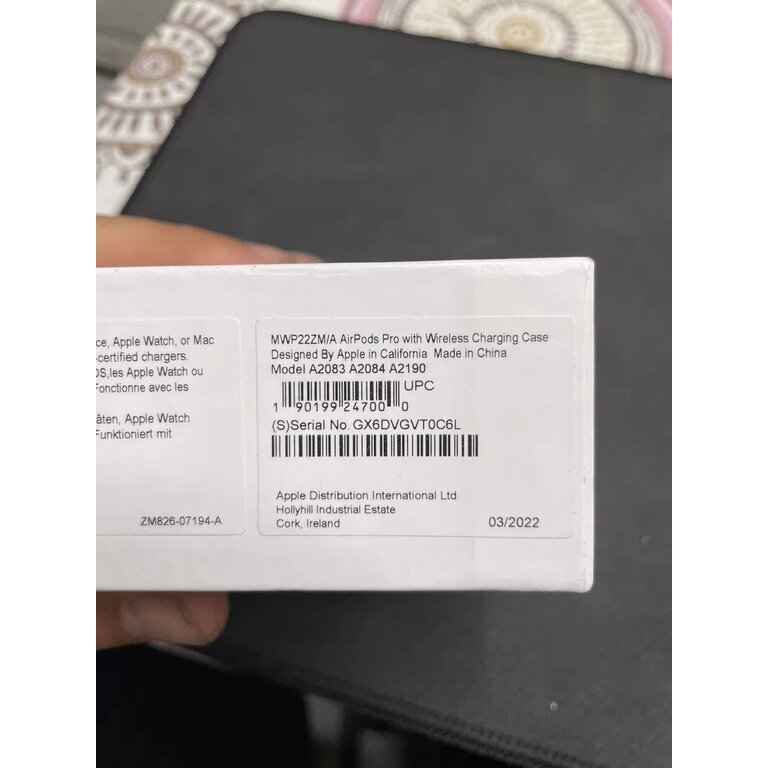 ce, Apple Watch, or Mac
-certified chargers.
OS,les Apple Watch ou
Fonctionne avec les
äten, Apple Watch
Funktioniert mit
ZM826-07194-A
MWP22ZM/A AirPods Pro with Wireless Charging Case
Designed By Apple in California Made in China
Model A2083 A2084 A2190
UPC
1 90199 24700 0
(S)Serial No. GX6DVGVT0C6L
Apple Distribution International Ltd
Hollyhill Industrial Estate
Cork, Ireland
03/2022